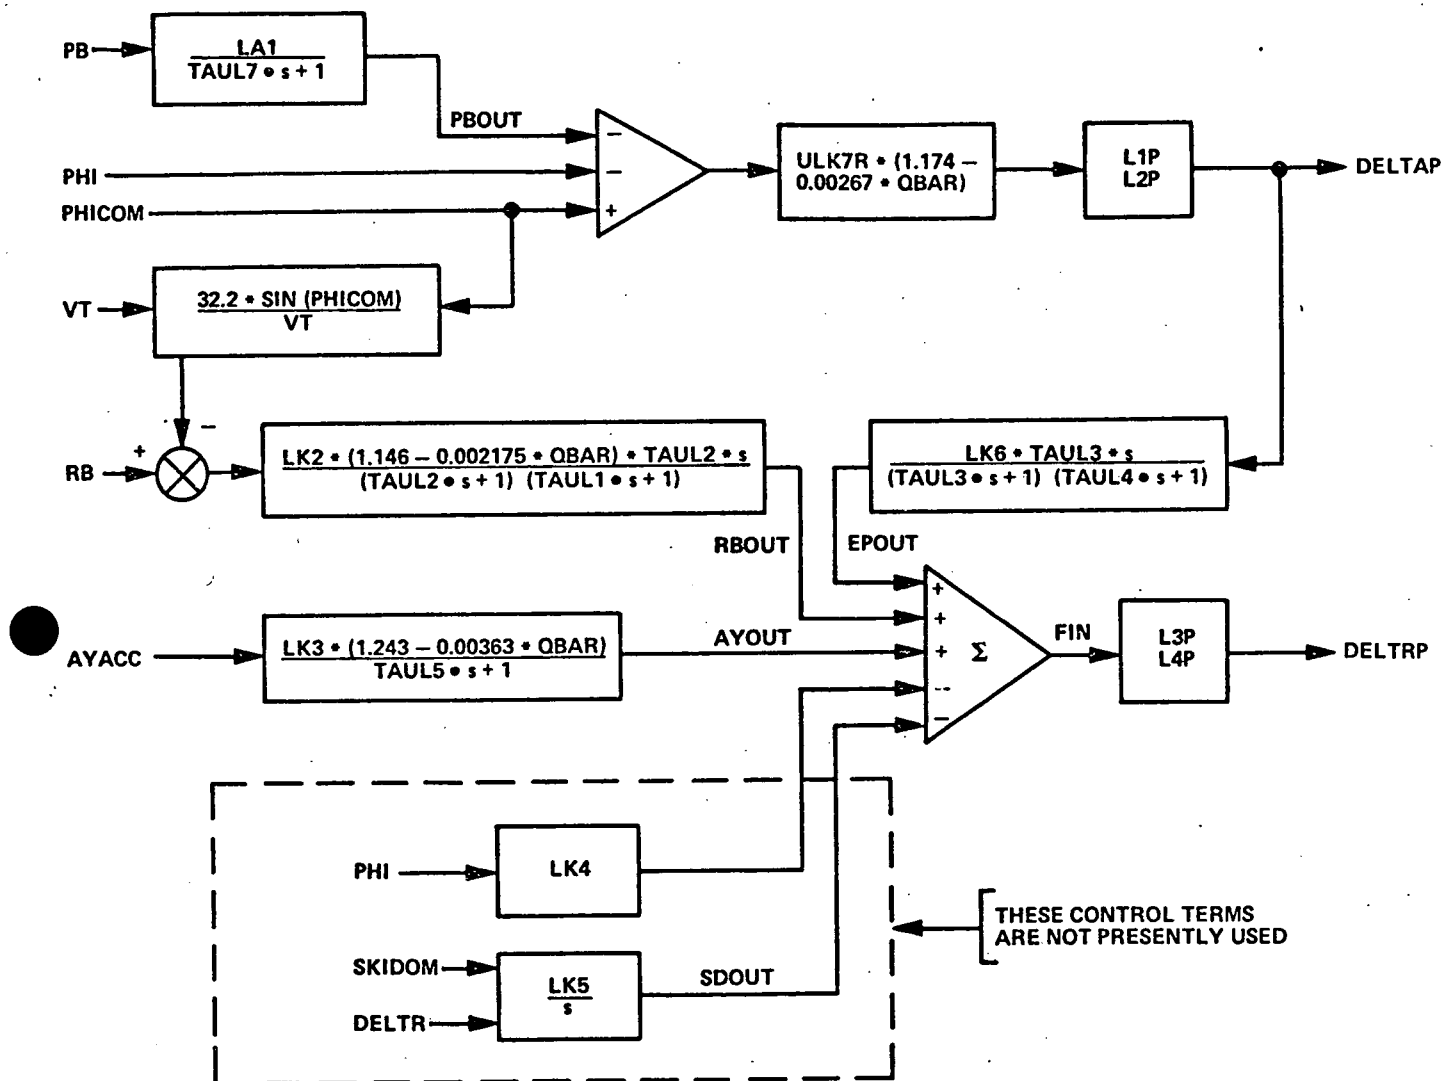 PB
LA1
TAUL7 • s + 1
PBOUT
−
PHI
−
PHICOM
+
ULK7R * (1.174 −
0.00267 * QBAR)
L1P
L2P
DELTAP
VT
32.2 * SIN (PHICOM)
VT
−
+
RB
LK2 * (1.146 − 0.002175 * QBAR) * TAUL2 * s
(TAUL2 • s + 1) (TAUL1 • s + 1)
LK6 * TAUL3 * s
(TAUL3 • s + 1) (TAUL4 • s + 1)
RBOUT
EPOUT
+
+
AYACC
LK3 * (1.243 − 0.00363 * QBAR)
TAUL5 • s + 1
AYOUT
+
Σ
--
−
FIN
L3P
L4P
DELTRP
PHI
LK4
SKIDOM
DELTR
LK5
s
SDOUT
THESE CONTROL TERMS
ARE NOT PRESENTLY USED